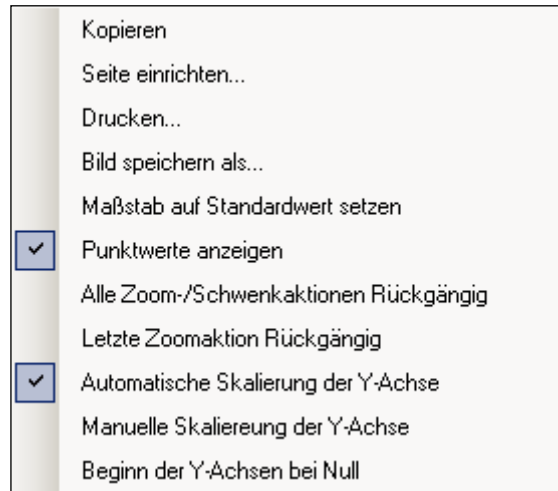 Kopieren
Seite einrichten...
Drucken...
Bild speichern als...
Maßstab auf Standardwert setzen
Punktwerte anzeigen
Alle Zoom-/Schwenkaktionen Rückgängig
Letzte Zoomaktion Rückgängig
Automatische Skalierung der Y-Achse
Manuelle Skaliereung der Y-Achse
Beginn der Y-Achsen bei Null